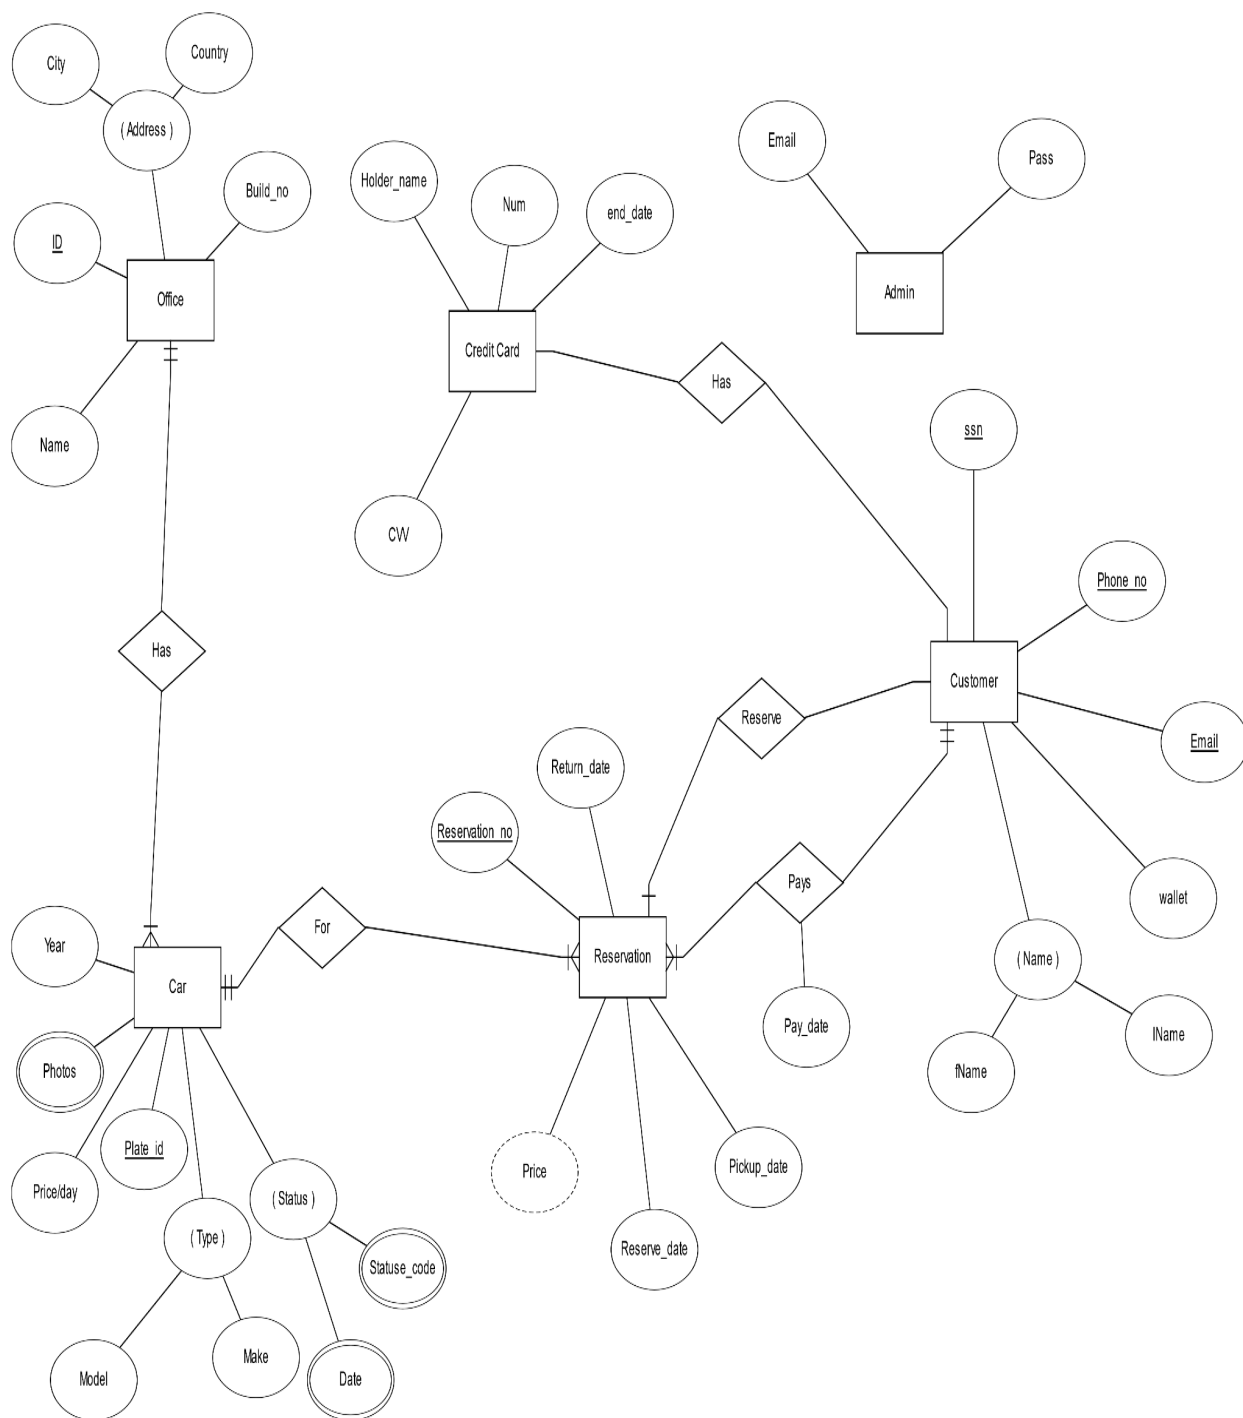 City
Country
( Address )
Build_no
ID
Office
Name
Holder_name
Num
end_date
Credit Card
CVV
Email
Pass
Admin
Has
ssn
Phone_no
Customer
Email
wallet
( Name )
fName
lName
Has
Reserve
Return_date
Reservation_no
Pays
Pay_date
For
Reservation
Price
Reserve_date
Pickup_date
Year
Car
Photos
Price/day
Plate_id
( Type )
( Status )
Statuse_code
Model
Make
Date